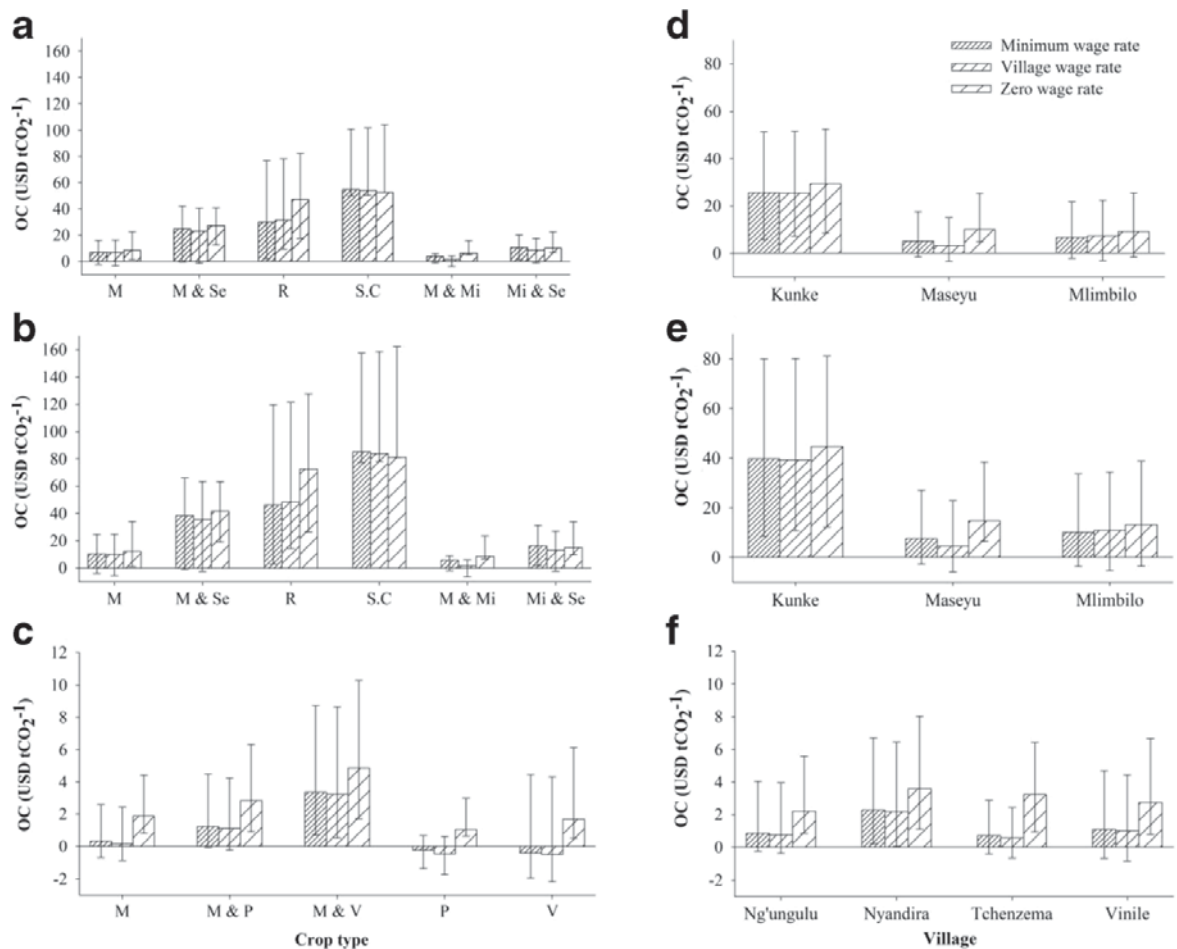 a
160
140
120
100
80
60
40
20
0
OC (USD tCO2-1)
M M & Se R S.C M & Mi Mi & Se
b
160
140
120
100
80
60
40
20
0
OC (USD tCO2-1)
M M & Se R S.C M & Mi Mi & Se
c
12
10
8
6
4
2
0
-2
OC (USD tCO2-1)
M M & P M & V P V
Crop type
d
Minimum wage rate
Village wage rate
Zero wage rate
80
60
40
20
0
OC (USD tCO2-1)
Kunke Maseyu Mlimbilo
e
80
60
40
20
0
OC (USD tCO2-1)
Kunke Maseyu Mlimbilo
f
12
10
8
6
4
2
0
-2
OC (USD tCO2-1)
Ng'ungulu Nyandira Tchenzema Vinile
Village